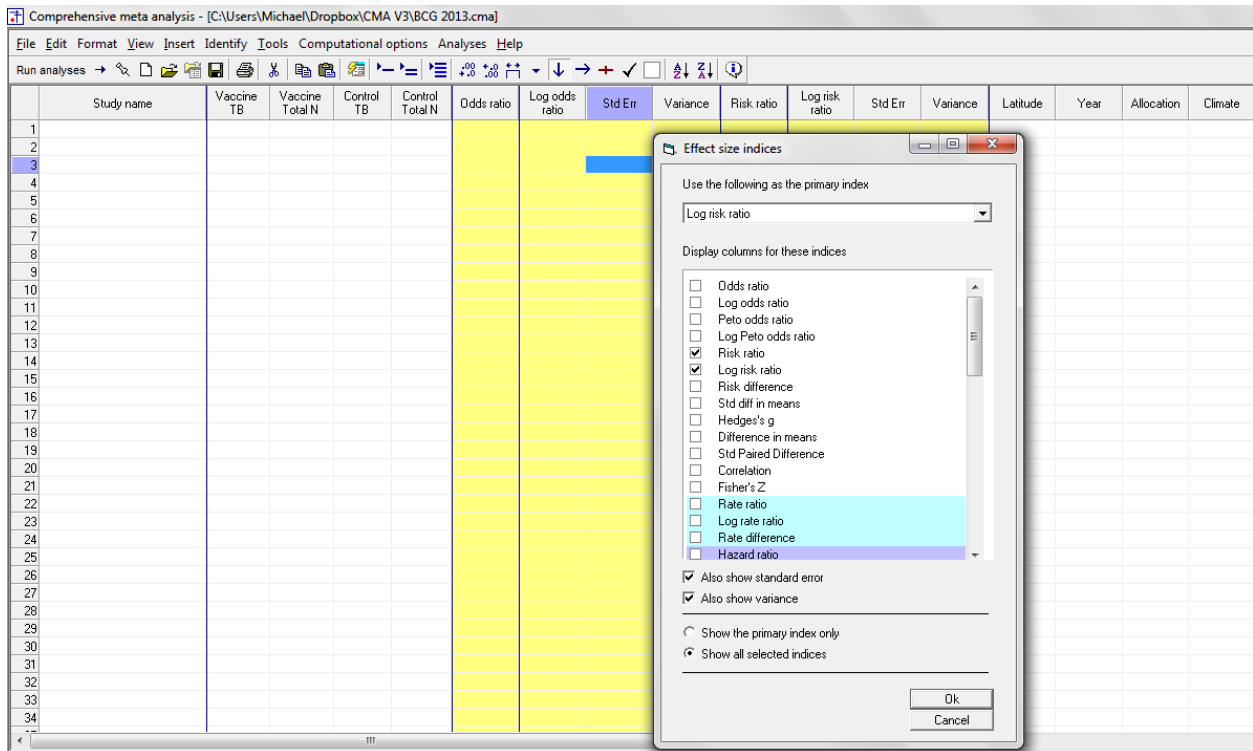 Comprehensive meta analysis - [C:\Users\Michael\Dropbox\CMA V3\BCG 2013.cma]
File Edit Format View Insert Identify Tools Computational options Analyses Help
Run analyses
Study name Vaccine TB Vaccine Total N Control TB Control Total N Odds ratio Log odds ratio Std Err Variance Risk ratio Log risk ratio Std Err Variance Latitude Year Allocation Climate
1
2
3
4
5
6
7
8
9
10
11
12
13
14
15
16
17
18
19
20
21
22
23
24
25
26
27
28
29
30
31
32
33
34
Effect size indices
Use the following as the primary index
Log risk ratio
Display columns for these indices
Odds ratio
Log odds ratio
Peto odds ratio
Log Peto odds ratio
Risk ratio
Log risk ratio
Risk difference
Std diff in means
Hedges's g
Difference in means
Std Paired Difference
Correlation
Fisher's Z
Rate ratio
Log rate ratio
Rate difference
Hazard ratio
Also show standard error
Also show variance
Show the primary index only
Show all selected indices
Ok
Cancel